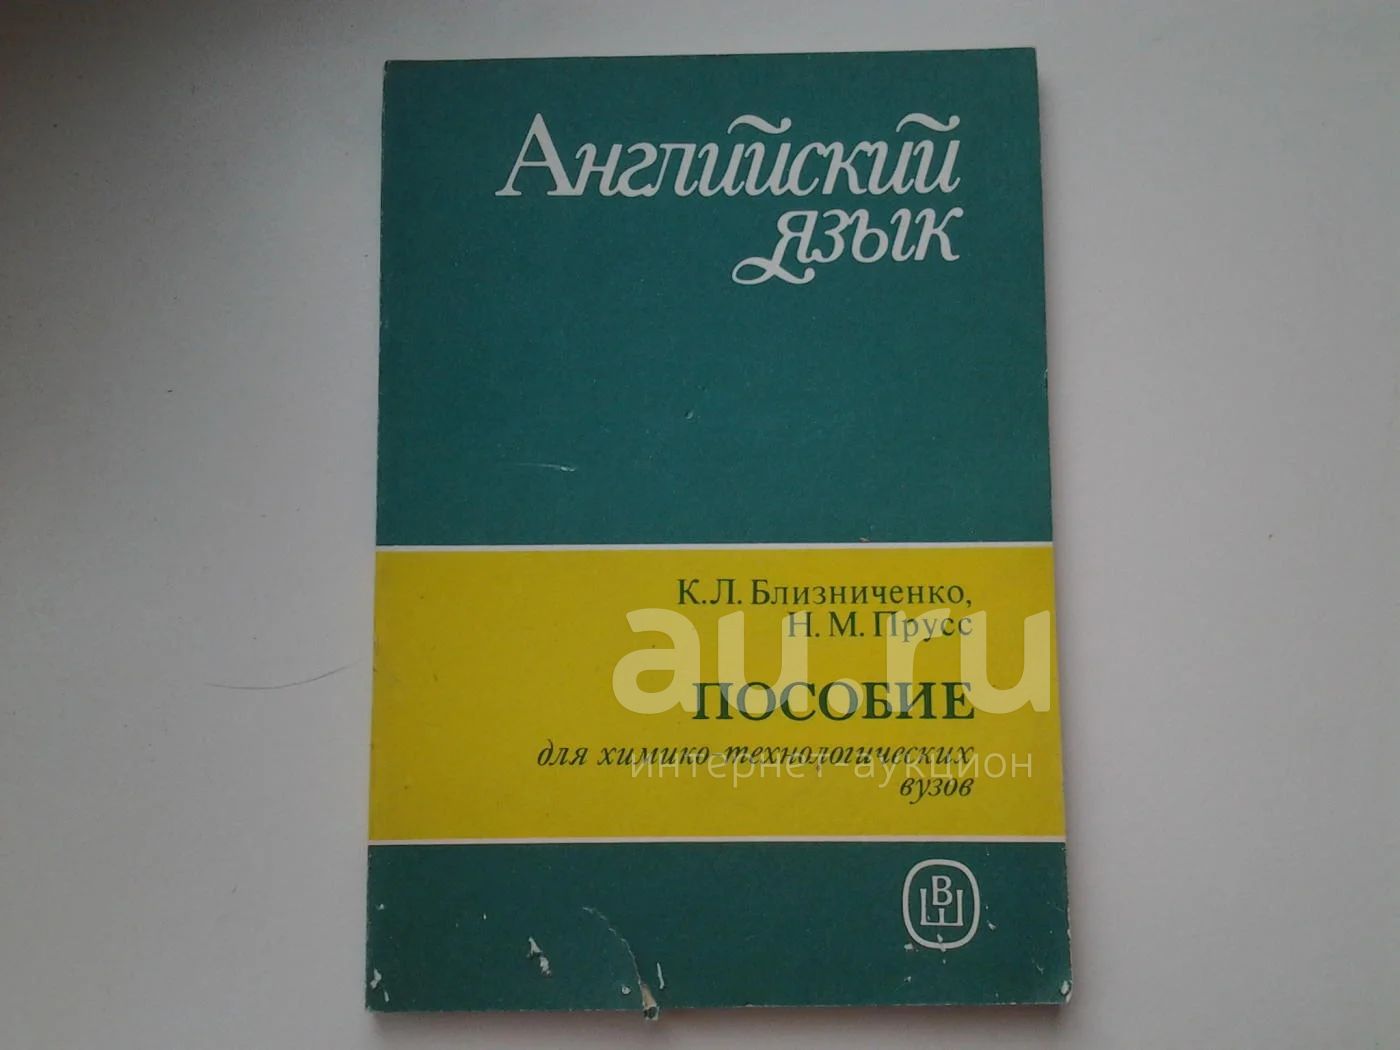 Английский
язык
К.Л. Близниченко,
Н. М. Прусс
au.ru
ПОСОБИЕ
для химико-технологических
интернет-аукцион
вузов
ВШ